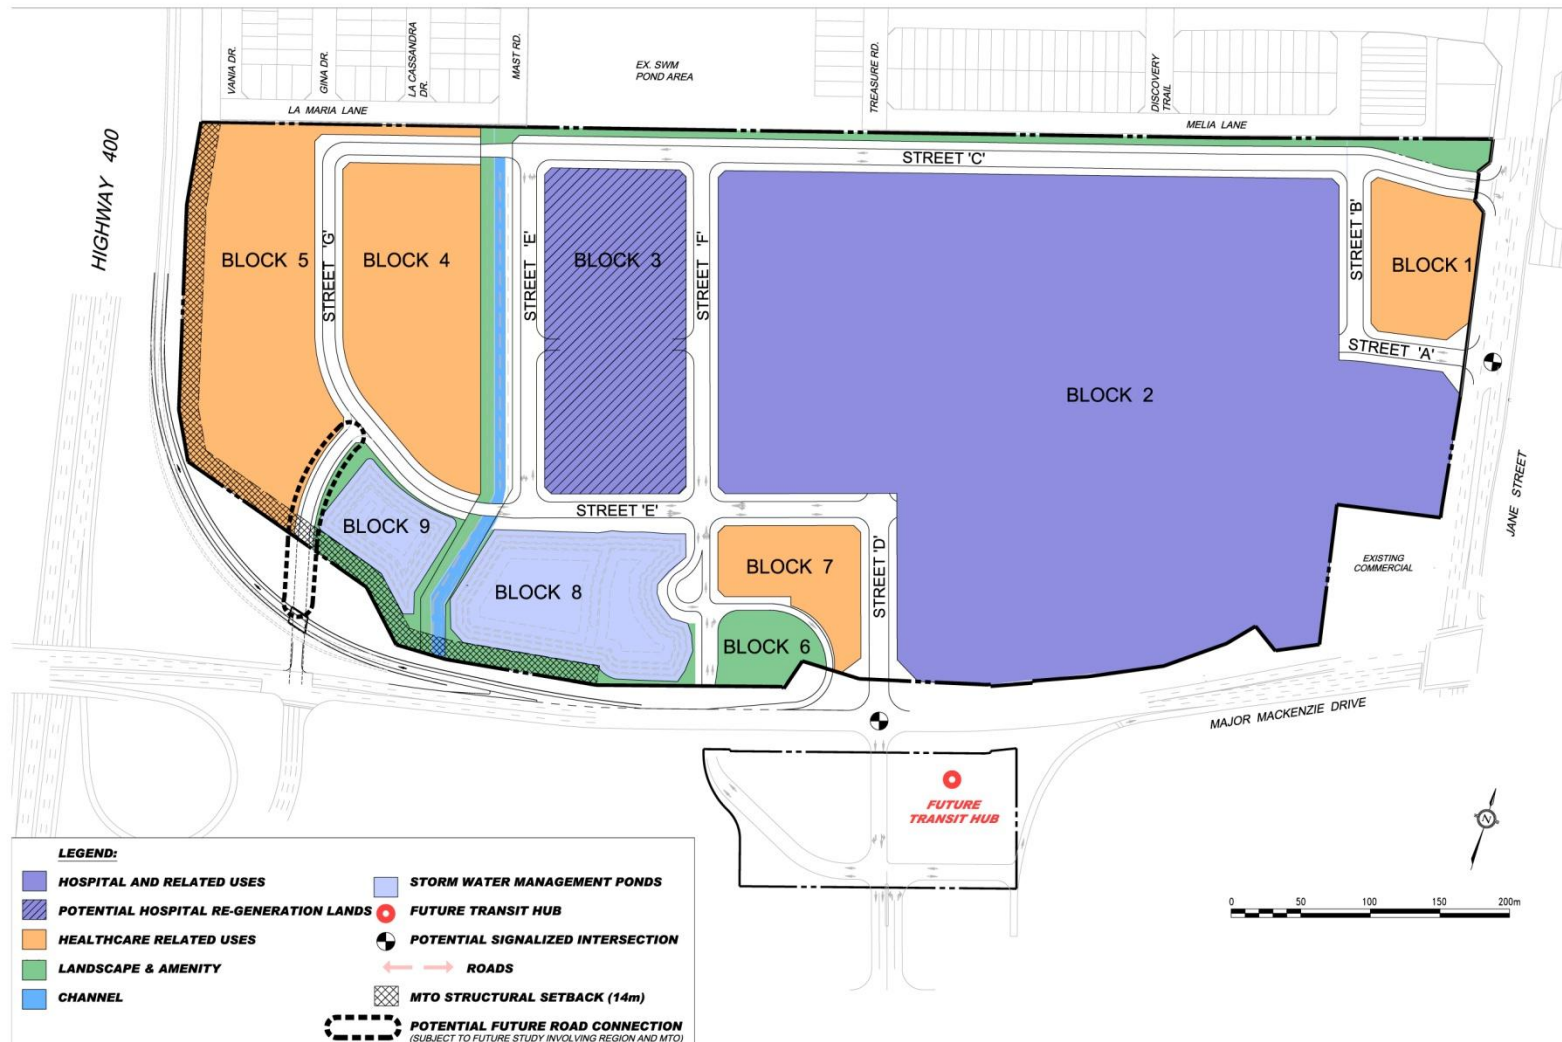 VANIA DR.
GINA DR.
LA CASSANDRA
DR.
MAST RD.
EX. SWM
POND AREA
TREASURE RD.
DISCOVERY
TRAIL
LA MARIA LANE
MELIA LANE
HIGHWAY 400
STREET 'C'
BLOCK 5
STREET 'G'
BLOCK 4
STREET 'E'
BLOCK 3
STREET 'F'
STREET 'B'
BLOCK 1
STREET 'A'
BLOCK 2
JANE STREET
STREET 'E'
BLOCK 9
BLOCK 7
STREET 'D'
EXISTING
COMMERCIAL
BLOCK 8
BLOCK 6
MAJOR MACKENZIE DRIVE
FUTURE
TRANSIT HUB
N
0 50 100 150 200m
LEGEND:
HOSPITAL AND RELATED USES
POTENTIAL HOSPITAL RE-GENERATION LANDS
HEALTHCARE RELATED USES
LANDSCAPE & AMENITY
CHANNEL
STORM WATER MANAGEMENT PONDS
FUTURE TRANSIT HUB
POTENTIAL SIGNALIZED INTERSECTION
ROADS
MTO STRUCTURAL SETBACK (14m)
POTENTIAL FUTURE ROAD CONNECTION
(SUBJECT TO FUTURE STUDY INVOLVING REGION AND MTO)